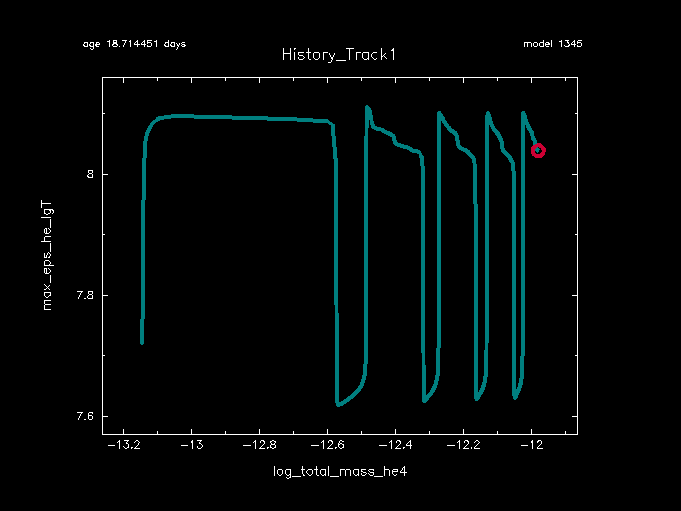 age 18.714451 days
model 1345
History_Track1
max_eps_he_lgT
8
7.8
7.6
−13.2
−13
−12.8
−12.6
−12.4
−12.2
−12
log_total_mass_he4